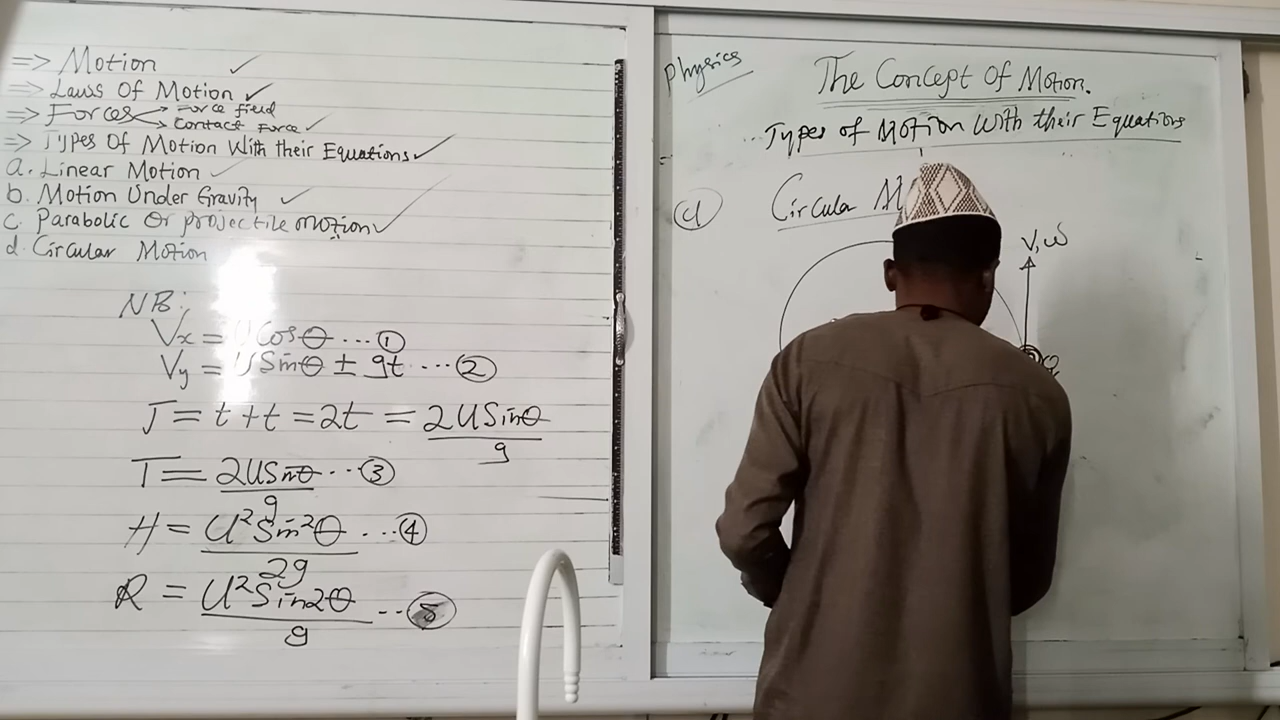 => Motion ✓
=> Laws Of Motion ✓
=> Forces → Force field
→ Contact Force ✓
=> Types Of Motion With their Equations ✓
a. Linear Motion ✓
b. Motion Under Gravity ✓
c. Parabolic Or projectile motion ✓
d. Circular Motion
NB:
Vx = U Cos θ ... ①
Vy = U Sin θ ± gt ... ②
T = t + t = 2t = 2U Sin θ / g
T = 2U Sin θ / g ... ③
H = U² Sin² θ / 2g ... ④
R = U² Sin 2θ / g ... ⑤
Physics
The Concept Of Motion.
Types of Motion With their Equations
d Circular M
V, ω